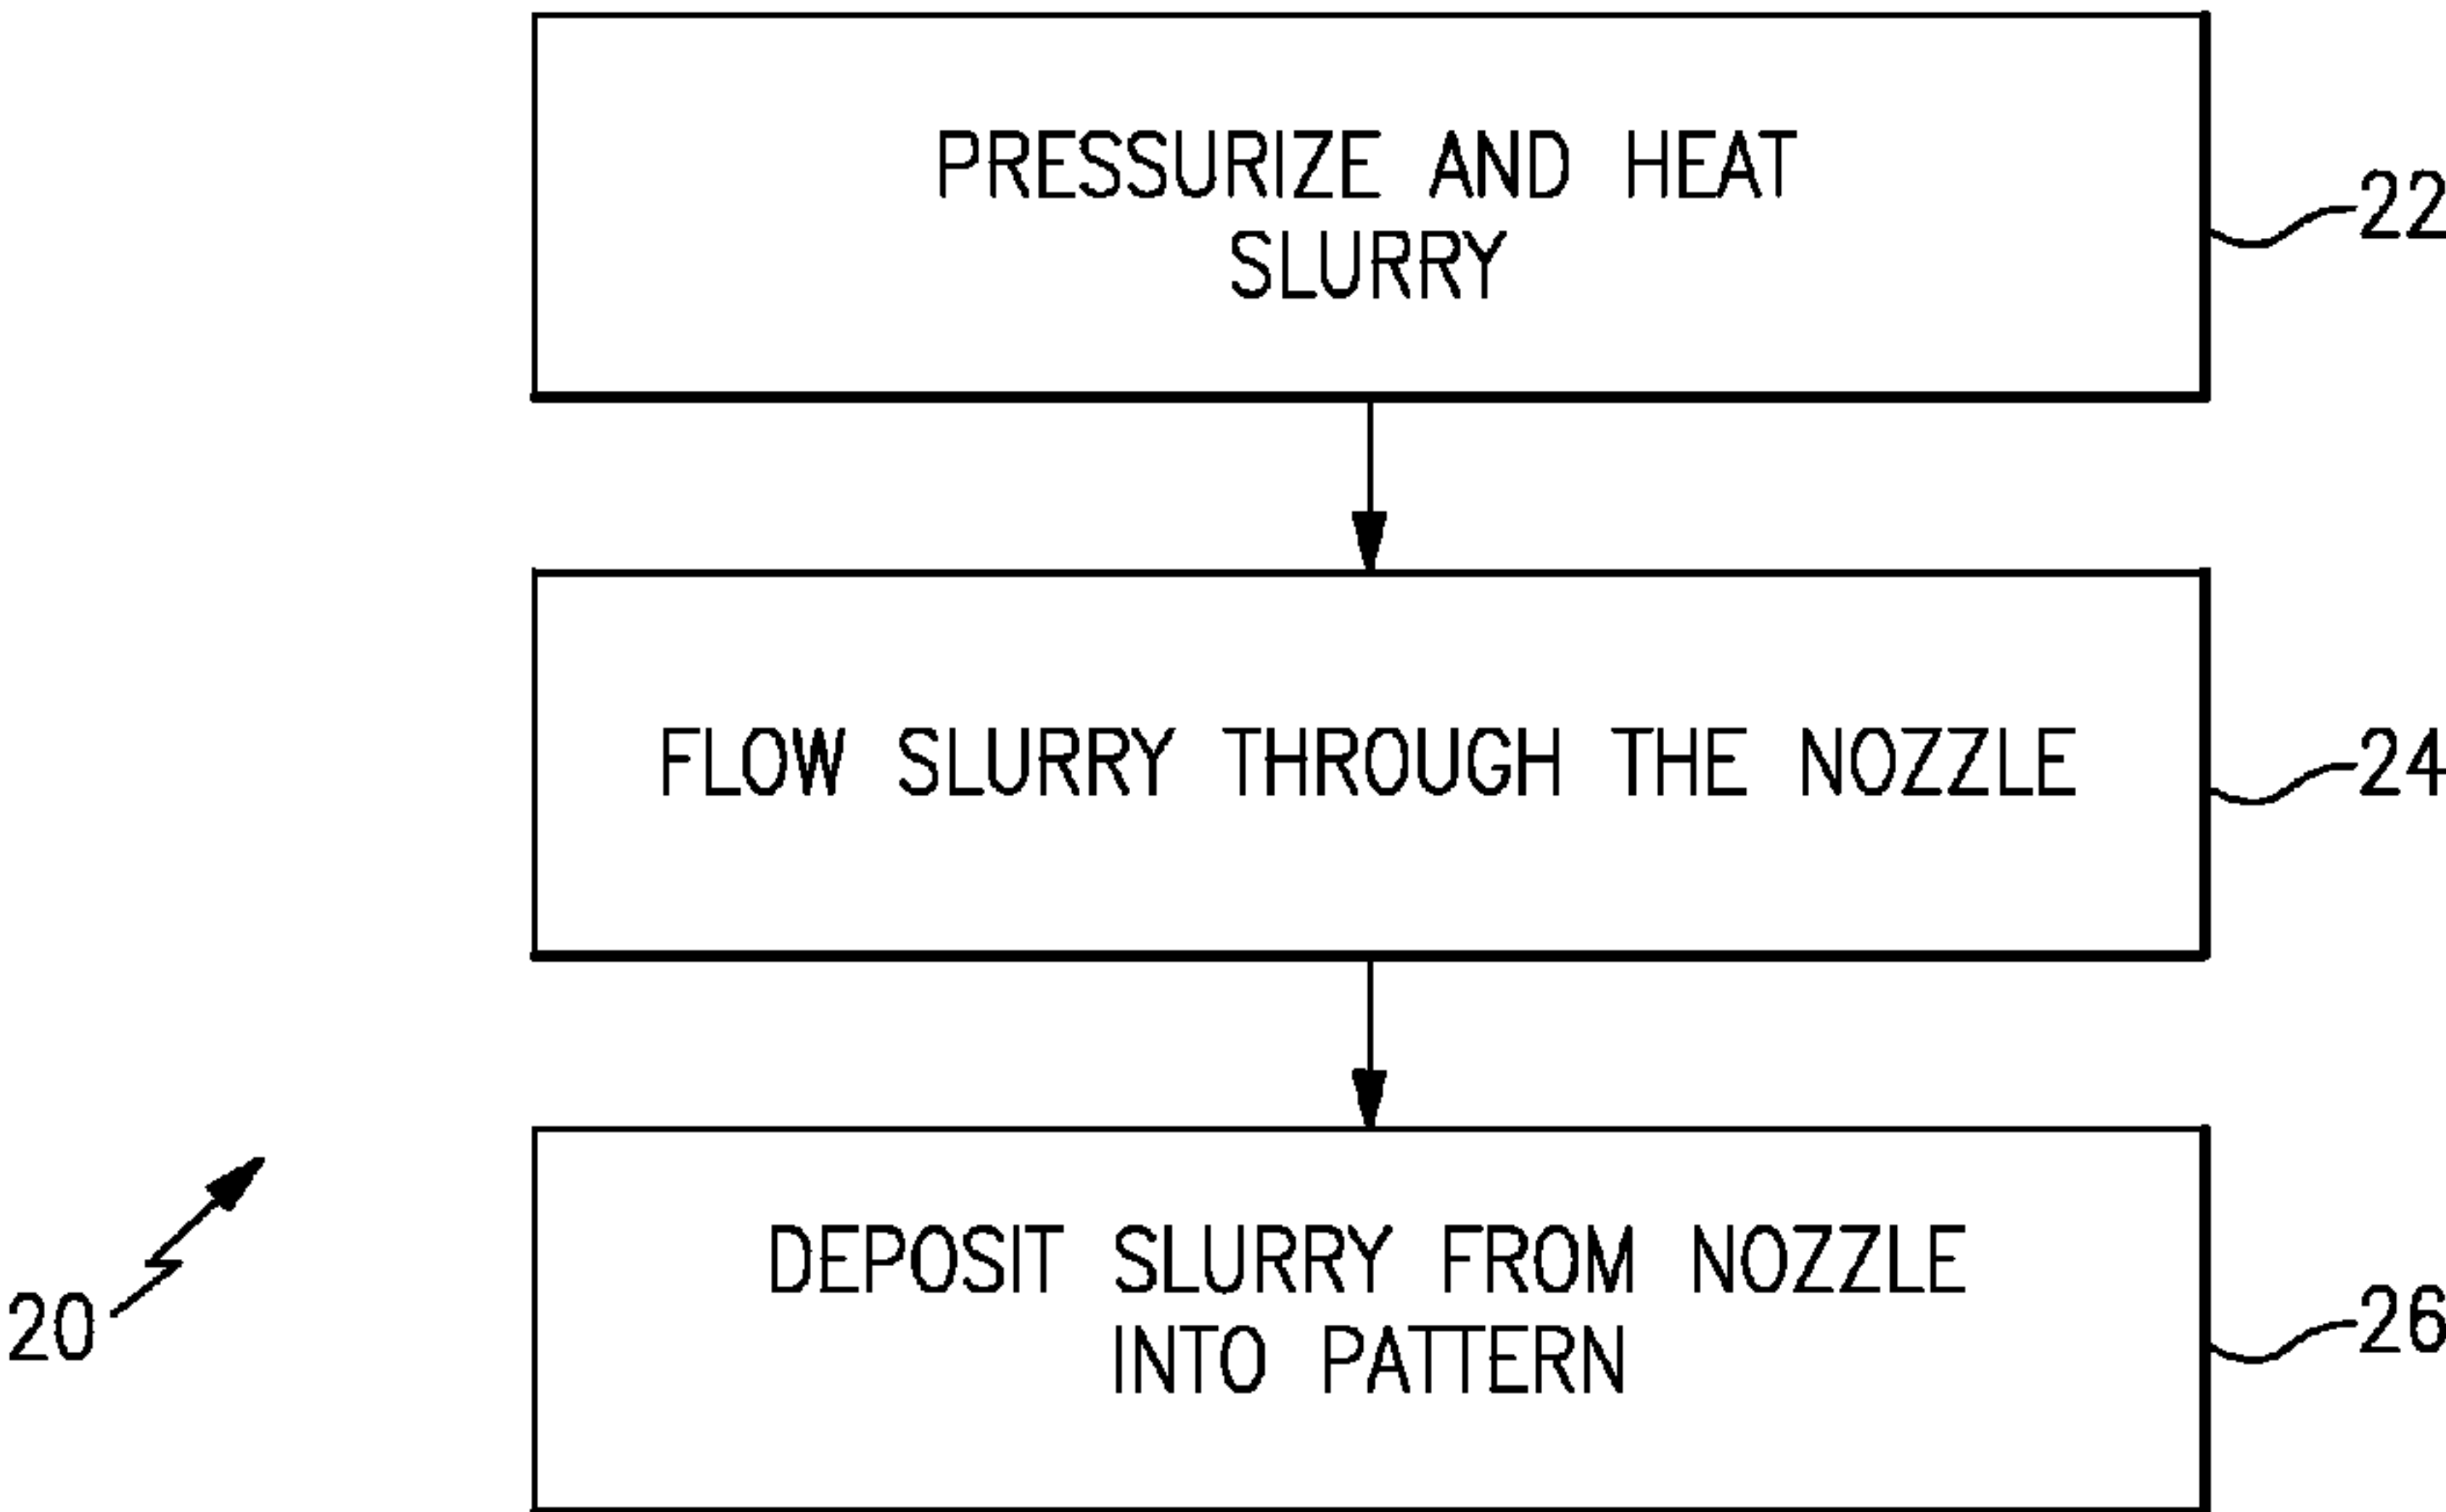 PRESSURIZE AND HEAT
SLURRY
22
FLOW SLURRY THROUGH THE NOZZLE
24
DEPOSIT SLURRY FROM NOZZLE
INTO PATTERN
26
20